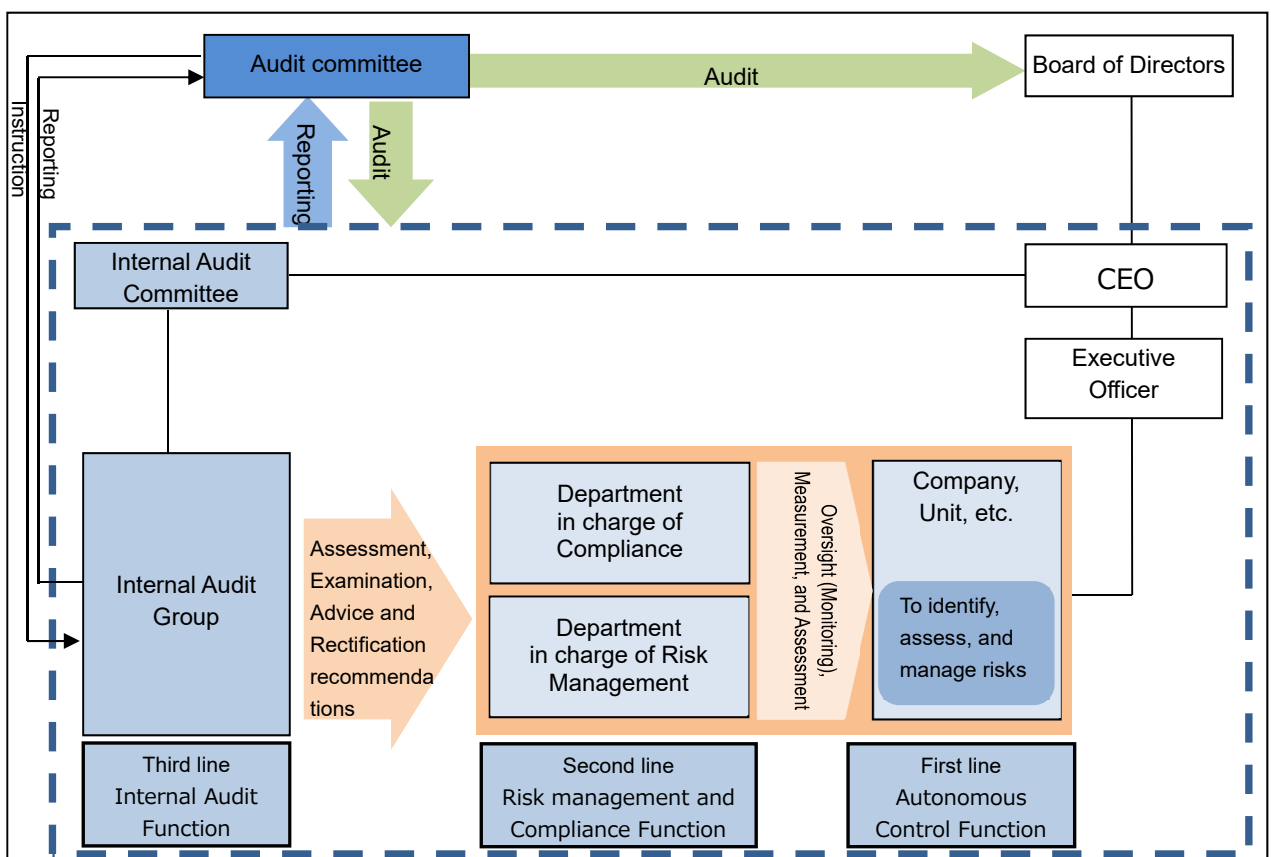 Audit committee
Audit
Board of Directors
Instruction
Reporting
Reporting
Audit
Internal Audit
Committee
CEO
Executive
Officer
Internal Audit
Group
Assessment,
Examination,
Advice and
Rectification
recommenda
tions
Department
in charge of
Compliance
Department
in charge of Risk
Management
Oversight (Monitoring),
Measurement, and Assessment
Company,
Unit, etc.
To identify,
assess, and
manage risks
Third line
Internal Audit
Function
Second line
Risk management and
Compliance Function
First line
Autonomous
Control Function